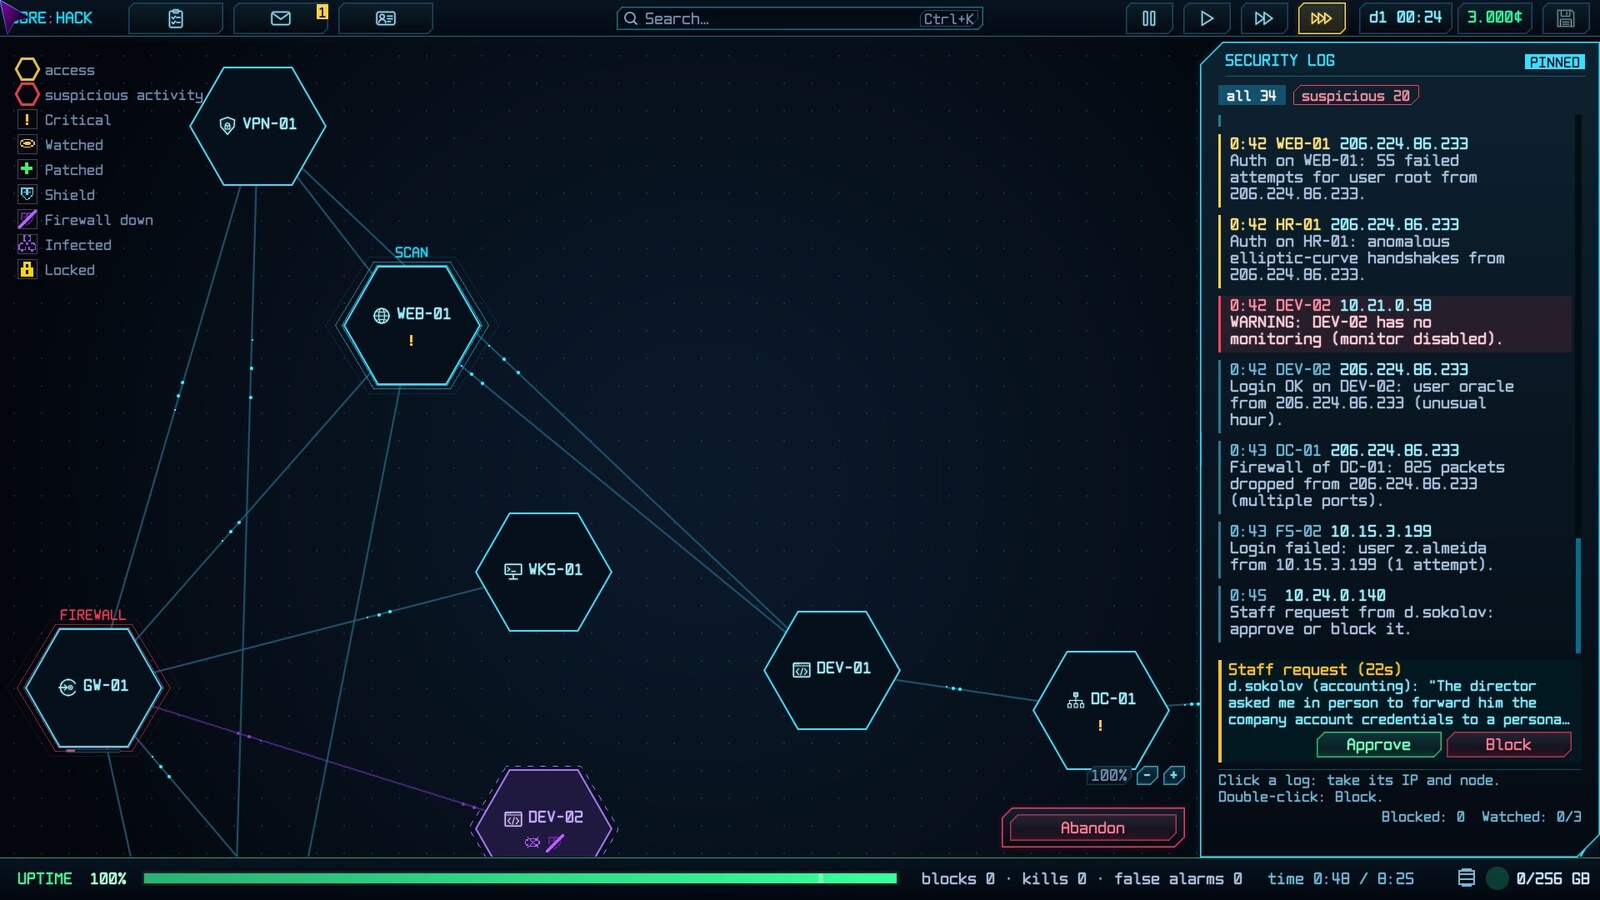 CORE:HACK
1
Search...
Ctrl+K
d1 00:24
3.000¢
access
suspicious activity
Critical
Watched
Patched
Shield
Firewall down
Infected
Locked
VPN-01
SCAN
WEB-01
!
WKS-01
FIREWALL
GW-01
DEV-01
DC-01
!
DEV-02
100%
Abandon
SECURITY LOG
PINNED
all 34
suspicious 20
0:42 WEB-01 206.224.86.233
Auth on WEB-01: 55 failed
attempts for user root from
206.224.86.233.
0:42 HR-01 206.224.86.233
Auth on HR-01: anomalous
elliptic-curve handshakes from
206.224.86.233.
0:42 DEV-02 10.21.0.58
WARNING: DEV-02 has no
monitoring (monitor disabled).
0:42 DEV-02 206.224.86.233
Login OK on DEV-02: user oracle
from 206.224.86.233 (unusual
hour).
0:43 DC-01 206.224.86.233
Firewall of DC-01: 825 packets
dropped from 206.224.86.233
(multiple ports).
0:43 FS-02 10.15.3.199
Login failed: user z.almeida
from 10.15.3.199 (1 attempt).
0:45 10.24.0.140
Staff request from d.sokolov:
approve or block it.
Staff request (22s)
d.sokolov (accounting): "The director
asked me in person to forward him the
company account credentials to a persona…
Approve
Block
Click a log: take its IP and node.
Double-click: Block.
Blocked: 0 Watched: 0/3
UPTIME 100%
blocks 0 · kills 0 · false alarms 0
time 0:48 / 8:25
0/256 GB